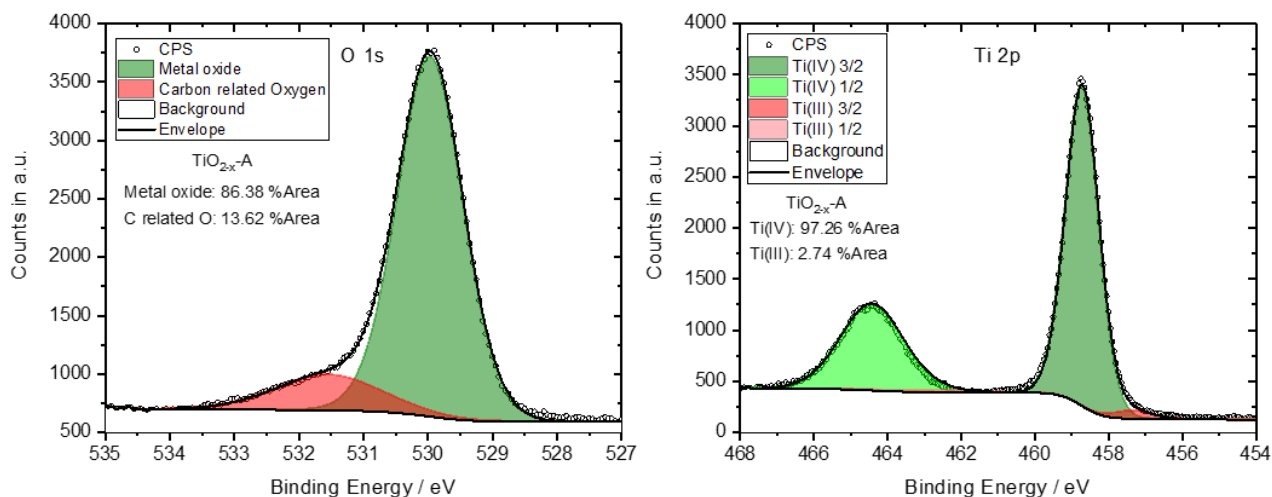 4000
3500
3000
2500
2000
1500
1000
500
Counts in a.u.
CPS
Metal oxide
Carbon related Oxygen
Background
Envelope
O 1s
TiO2-x-A
Metal oxide: 86.38 %Area
C related O: 13.62 %Area
535 534 533 532 531 530 529 528 527
Binding Energy / eV
4000
3500
3000
2500
2000
1500
1000
500
0
Counts in a.u.
CPS
Ti(IV) 3/2
Ti(IV) 1/2
Ti(III) 3/2
Ti(III) 1/2
Background
Envelope
Ti 2p
TiO2-x-A
Ti(IV): 97.26 %Area
Ti(III): 2.74 %Area
468 466 464 462 460 458 456 454
Binding Energy / eV